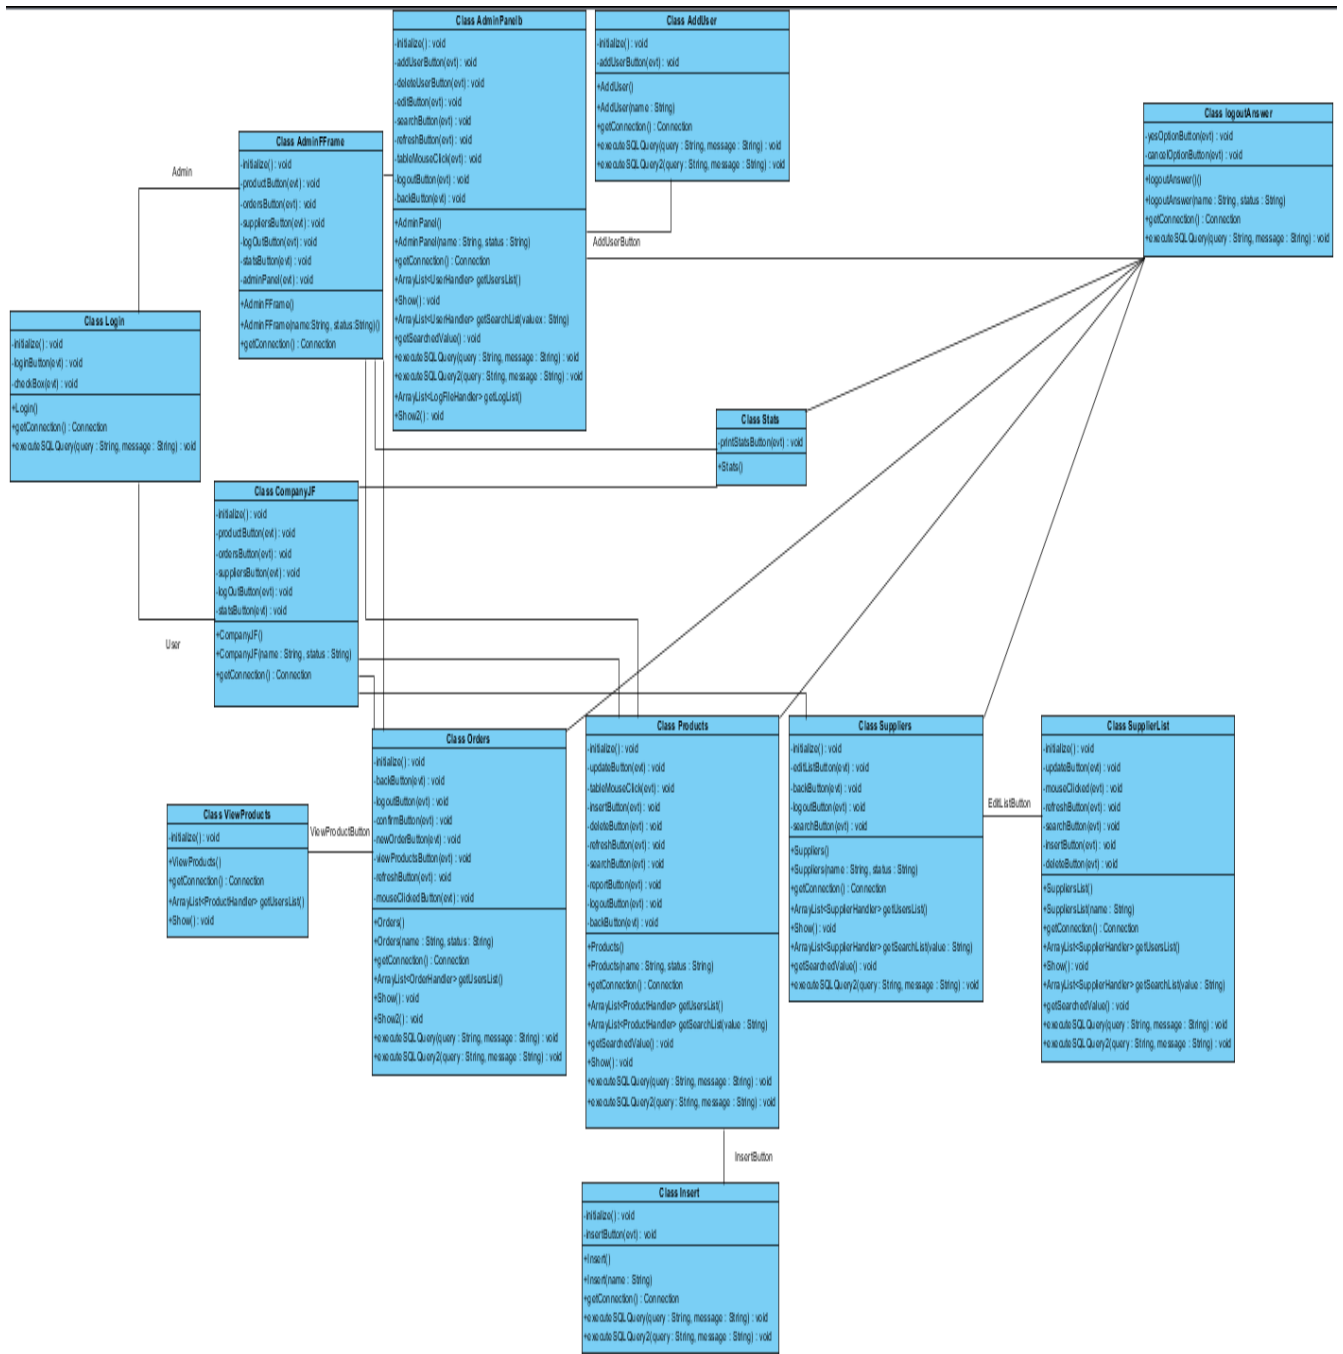 Class AdminPanelb
-initialize() : void
-addUserButton(evt) : void
-deleteUserButton(evt) : void
-editButton(evt) : void
-searchButton(evt) : void
-refreshButton(evt) : void
-tableMouseClick(evt) : void
-logoutButton(evt) : void
-backButton(evt) : void
+AdminPanel()
+AdminPanel(name : String, status : String)
+getConnection() : Connection
+ArrayList<UserHandler> getUsersList()
+Show() : void
+ArrayList<UserHandler> getSearchList(valuex : String)
+getSearchedValue() : void
+executeSQLQuery(query : String, message : String) : void
+executeSQLQuery2(query : String, message : String) : void
+ArrayList<LogFileHandler> getLogList()
+Show2() : void
Class AddUser
-initialize() : void
-addUserButton(evt) : void
+AddUser()
+AddUser(name : String)
+getConnection() : Connection
+executeSQLQuery(query : String, message : String) : void
+executeSQLQuery2(query : String, message : String) : void
AddUserButton
Class logoutAnswer
-yesOptionButton(evt) : void
-cancelOptionButton(evt) : void
+logoutAnswer()()
+logoutAnswer(name : String, status : String)
+getConnection() : Connection
+executeSQLQuery(query : String, message : String) : void
Class AdminFFrame
-initialize() : void
-productButton(evt) : void
-ordersButton(evt) : void
-suppliersButton(evt) : void
-logOutButton(evt) : void
-statsButton(evt) : void
-adminPanel(evt) : void
+AdminFFrame()
+AdminFFrame(name:String, status:String)()
+getConnection() : Connection
Admin
Class Login
-initialize() : void
-loginButton(evt) : void
-checkBox(evt) : void
+Login()
+getConnection() : Connection
+executeSQLQuery(query : String, message : String) : void
User
Class Stats
-printStatsButton(evt) : void
+Stats()
Class CompanyJF
-initialize() : void
-productButton(evt) : void
-ordersButton(evt) : void
-suppliersButton(evt) : void
-logOutButton(evt) : void
-statsButton(evt) : void
+CompanyJF()
+CompanyJF(name : String, status : String)
+getConnection() : Connection
Class Orders
-initialize() : void
-backButton(evt) : void
-logoutButton(evt) : void
-confirmButton(evt) : void
-newOrderButton(evt) : void
-viewProductsButton(evt) : void
-refreshButton(evt) : void
-mouseClickedButton(evt) : void
+Orders()
+Orders(name : String, status : String)
+getConnection() : Connection
+ArrayList<OrderHandler> getUsersList()
+Show() : void
+Show2() : void
+executeSQLQuery(query : String, message : String) : void
+executeSQLQuery2(query : String, message : String) : void
Class ViewProducts
-initialize() : void
+ViewProducts()
+getConnection() : Connection
+ArrayList<ProductHandler> getUsersList()
+Show() : void
ViewProductButton
Class Products
-initialize() : void
-updateButton(evt) : void
-tableMouseClick(evt) : void
-insertButton(evt) : void
-deleteButton(evt) : void
-refreshButton(evt) : void
-searchButton(evt) : void
-reportButton(evt) : void
-logoutButton(evt) : void
-backButton(evt) : void
+Products()
+Products(name : String, status : String)
+getConnection() : Connection
+ArrayList<ProductHandler> getUsersList()
+ArrayList<ProductHandler> getSearchList(value : String)
+getSearchedValue() : void
+Show() : void
+executeSQLQuery(query : String, message : String) : void
+executeSQLQuery2(query : String, message : String) : void
Class Suppliers
-initialize() : void
-editListButton(evt) : void
-backButton(evt) : void
-logoutButton(evt) : void
-searchButton(evt) : void
+Suppliers()
+Suppliers(name : String, status : String)
+getConnection() : Connection
+ArrayList<SupplierHandler> getUsersList()
+Show() : void
+ArrayList<SupplierHandler> getSearchList(value : String)
+getSearchedValue() : void
+executeSQLQuery2(query : String, message : String) : void
EditListButton
Class SupplierList
-initialize() : void
-updateButton(evt) : void
-mouseClicked(evt) : void
-refreshButton(evt) : void
-searchButton(evt) : void
-insertButton(evt) : void
-deleteButton(evt) : void
+SuppliersList()
+SuppliersList(name : String)
+getConnection() : Connection
+ArrayList<SupplierHandler> getUsersList()
+Show() : void
+ArrayList<SupplierHandler> getSearchList(value : String)
+getSearchedValue() : void
+executeSQLQuery(query : String, message : String) : void
+executeSQLQuery2(query : String, message : String) : void
InsertButton
Class Insert
-initialize() : void
-insertButton(evt) : void
+Insert()
+Insert(name : String)
+getConnection() : Connection
+executeSQLQuery(query : String, message : String) : void
+executeSQLQuery2(query : String, message : String) : void